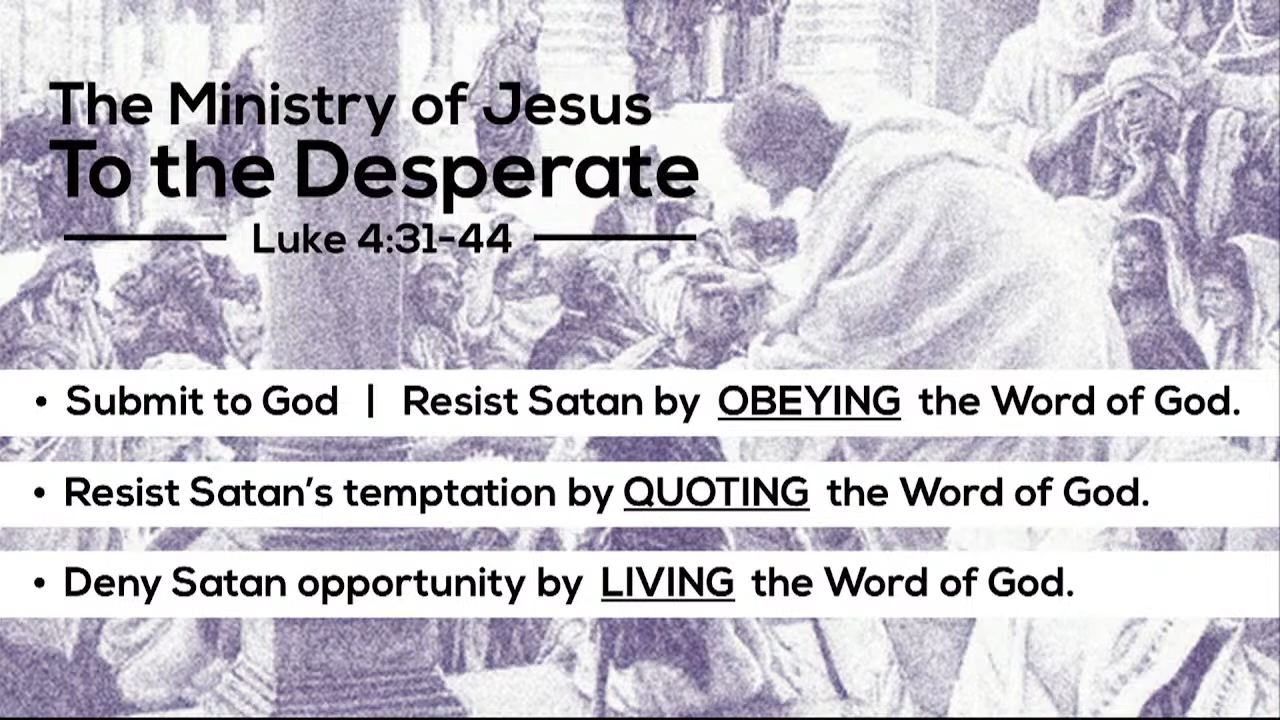 The Ministry of Jesus
To the Desperate
Luke 4:31-44
• Submit to God | Resist Satan by OBEYING the Word of God.
• Resist Satan’s temptation by QUOTING the Word of God.
• Deny Satan opportunity by LIVING the Word of God.